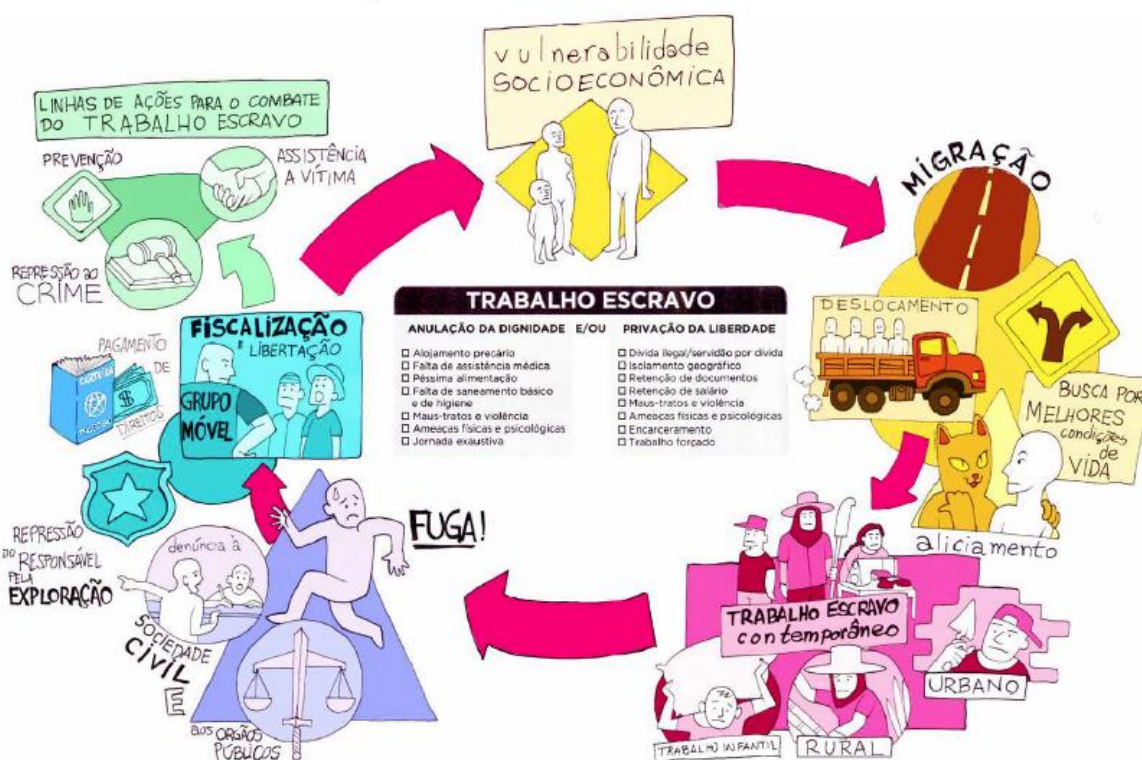 vulnerabilidade
SOCIOECONÔMICA
MIGRAÇÃO
DESLOCAMENTO
BUSCA POR
MELHORES
condições
de
VIDA
aliciamento
TRABALHO ESCRAVO
contemporâneo
URBANO
TRABALHO INFANTIL
RURAL
FUGA!
denúncia à
SOCIEDADE
CIVIL
E
aos ORGÃOS
PÚBLICOS
FISCALIZAÇÃO
E LIBERTAÇÃO
GRUPO
MÓVEL
PAGAMENTO
DE
DIREITOS
REPRESSÃO
DO RESPONSÁVEL
PELA
EXPLORAÇÃO
LINHAS DE AÇÕES PARA O COMBATE
DO TRABALHO ESCRAVO
PREVENÇÃO
ASSISTÊNCIA
A VÍTIMA
REPRESSÃO ao
CRIME
TRABALHO ESCRAVO
ANULAÇÃO DA DIGNIDADE E/OU PRIVAÇÃO DA LIBERDADE
Alojamento precário
Falta de assistência médica
Péssima alimentação
Falta de saneamento básico
e de higiene
Maus-tratos e violência
Ameaças físicas e psicológicas
Jornada exaustiva
Dívida ilegal/servidão por dívida
Isolamento geográfico
Retenção de documentos
Retenção de salário
Maus-tratos e violência
Ameaças físicas e psicológicas
Encarceramento
Trabalho forçado